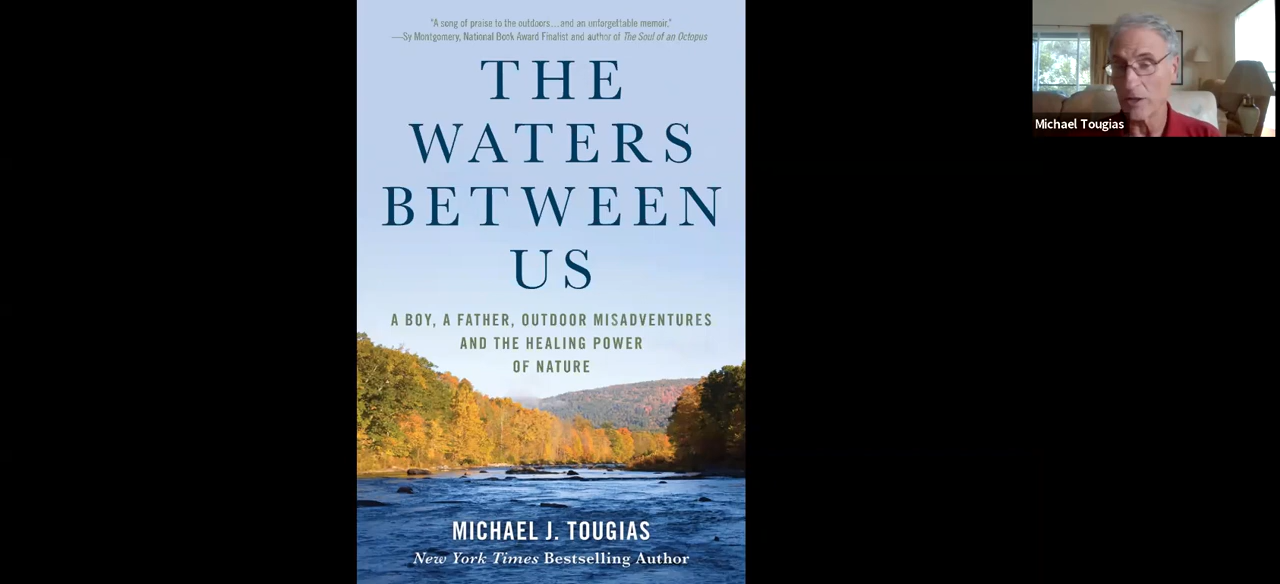 "A song of praise to the outdoors...and an unforgettable memoir."
—Sy Montgomery, National Book Award Finalist and author of The Soul of an Octopus
THE
WATERS
BETWEEN
US
A BOY, A FATHER, OUTDOOR MISADVENTURES
AND THE HEALING POWER
OF NATURE
MICHAEL J. TOUGIAS
New York Times Bestselling Author
Michael Tougias